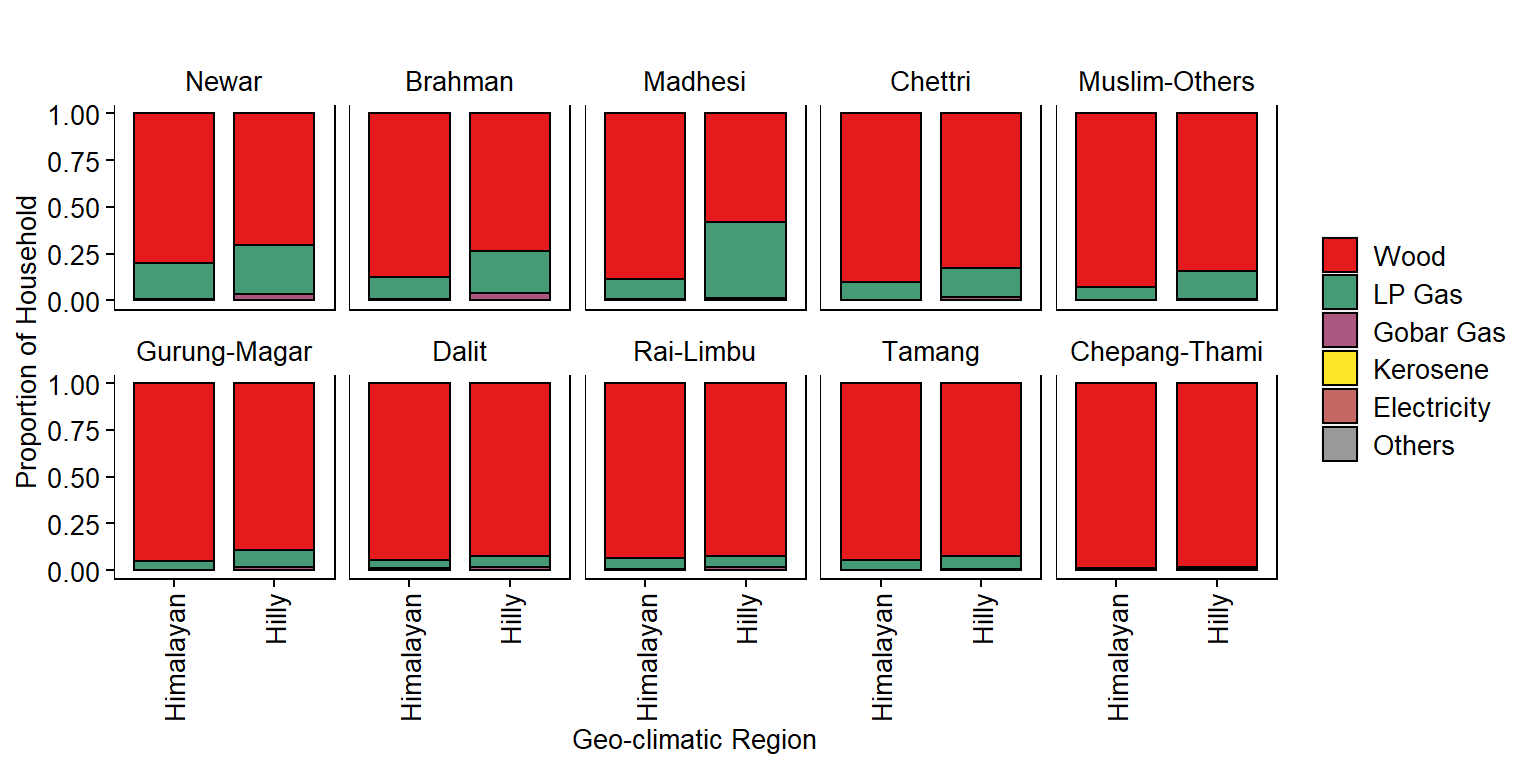 Newar Brahman Madhesi Chettri Muslim-Others
1.00
0.75
0.50
0.25
0.00
Gurung-Magar Dalit Rai-Limbu Tamang Chepang-Thami
1.00
0.75
0.50
0.25
0.00
Proportion of Household
Himalayan Hilly Himalayan Hilly Himalayan Hilly Himalayan Hilly Himalayan Hilly
Geo-climatic Region
Wood
LP Gas
Gobar Gas
Kerosene
Electricity
Others